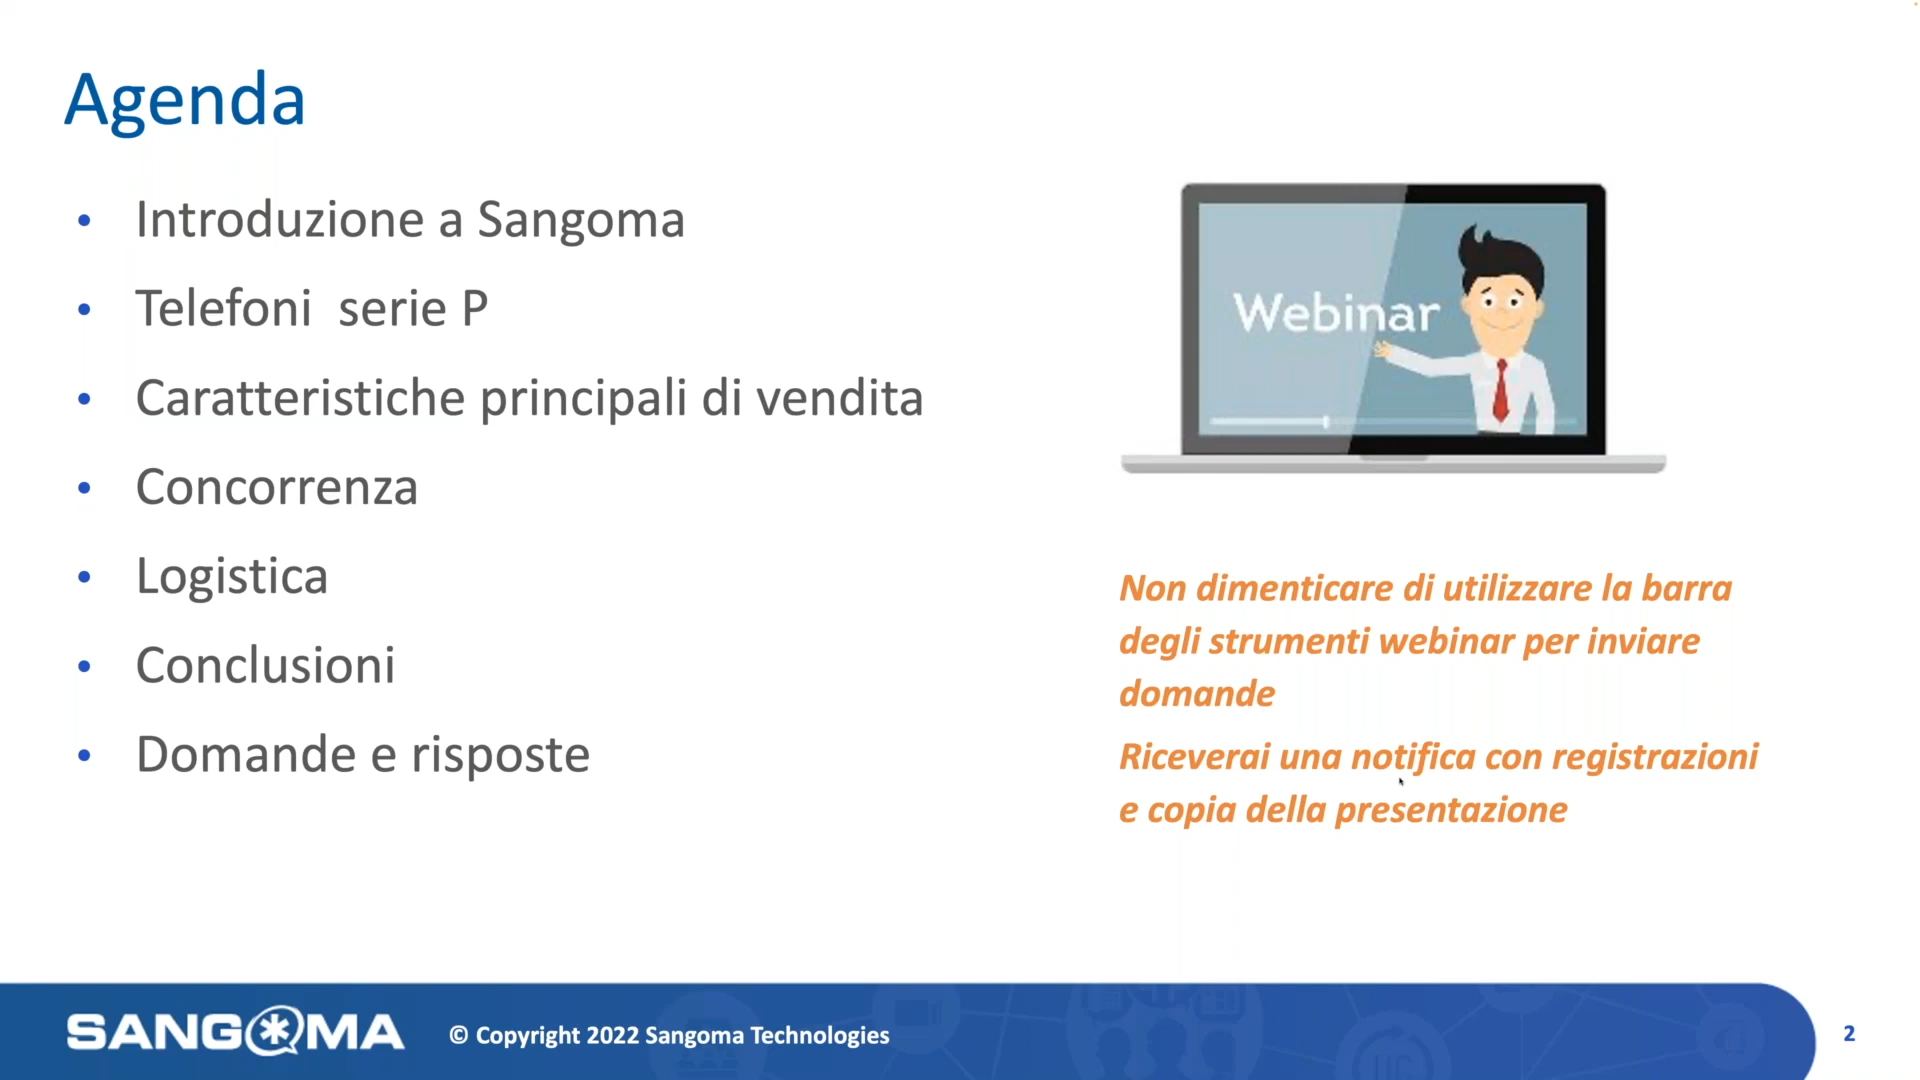 Agenda
• Introduzione a Sangoma
• Telefoni  serie P
• Caratteristiche principali di vendita
• Concorrenza
• Logistica
• Conclusioni
• Domande e risposte
Webinar
Non dimenticare di utilizzare la barra
degli strumenti webinar per inviare
domande
Riceverai una notifica con registrazioni
e copia della presentazione
SANGOMA
© Copyright 2022 Sangoma Technologies
2